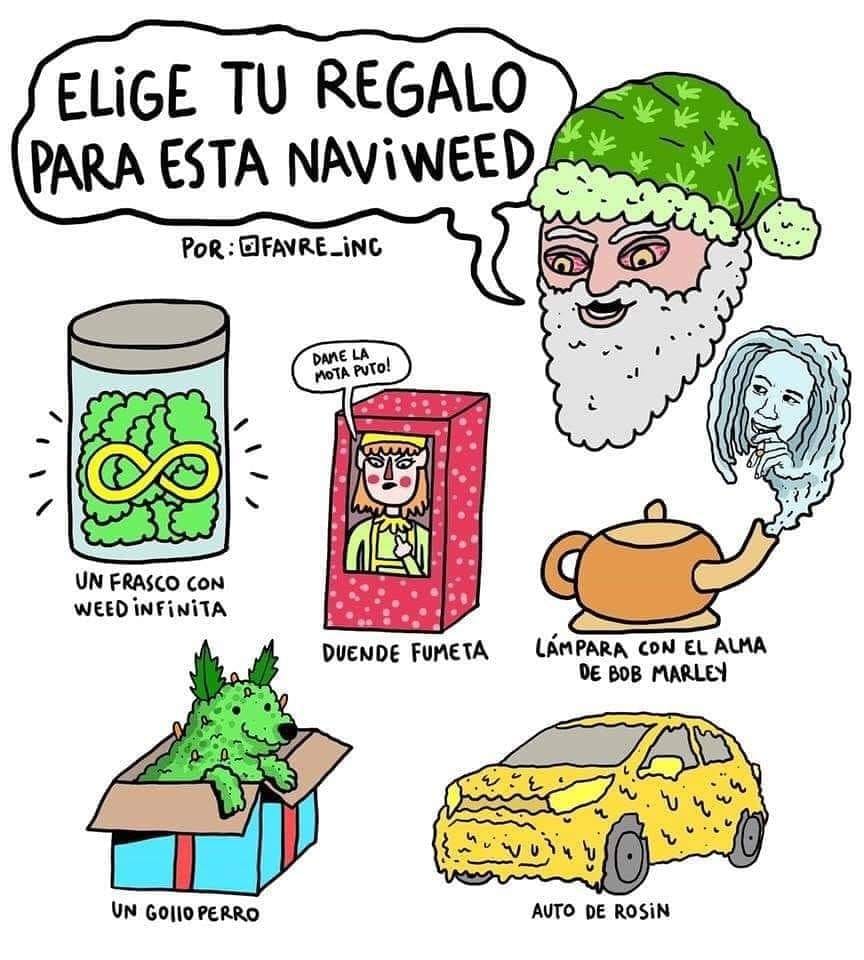 ELiGE TU REGALO
PARA ESTA NAViWEED
POR: @FAVRE_iNC
DAME LA
MOTA PUTO!
UN FRASCO CON
WEED iNFiNiTA
DUENDE FUMETA
LÁMPARA CON EL ALMA
DE BOB MARLEY
UN GOLLO PERRO
AUTO DE ROSiN